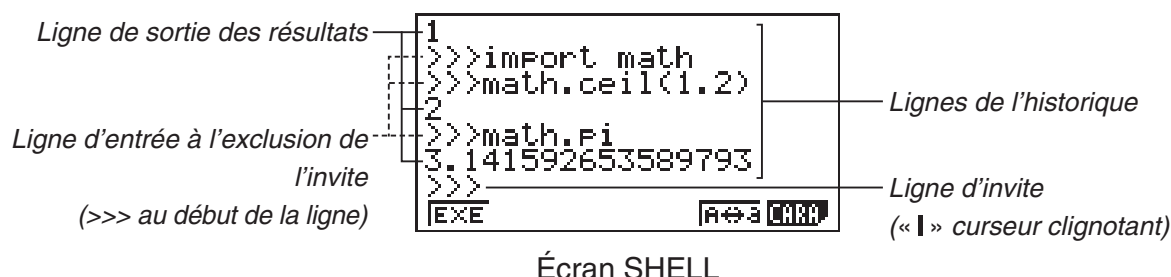 Ligne de sortie des résultats
1
>>>import math
>>>math.ceil(1.2)
2
>>>math.pi
3.141592653589793
>>>
EXE
A↔a
CHAR
Lignes de l'historique
Ligne d'entrée à l'exclusion de
l'invite
(>>> au début de la ligne)
Ligne d'invite
(« I » curseur clignotant)
Écran SHELL